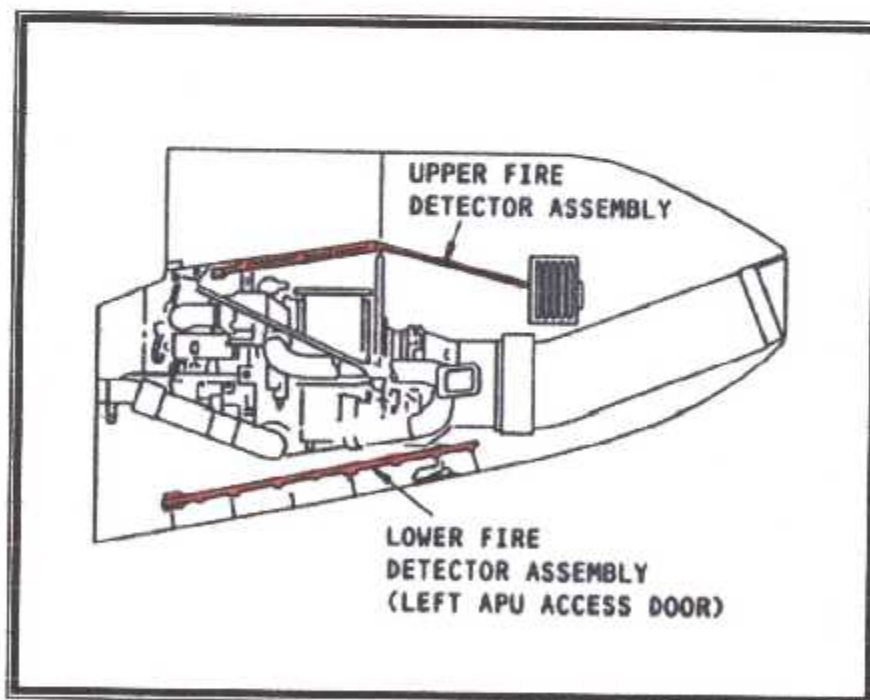 UPPER FIRE
DETECTOR ASSEMBLY
LOWER FIRE
DETECTOR ASSEMBLY
(LEFT APU ACCESS DOOR)